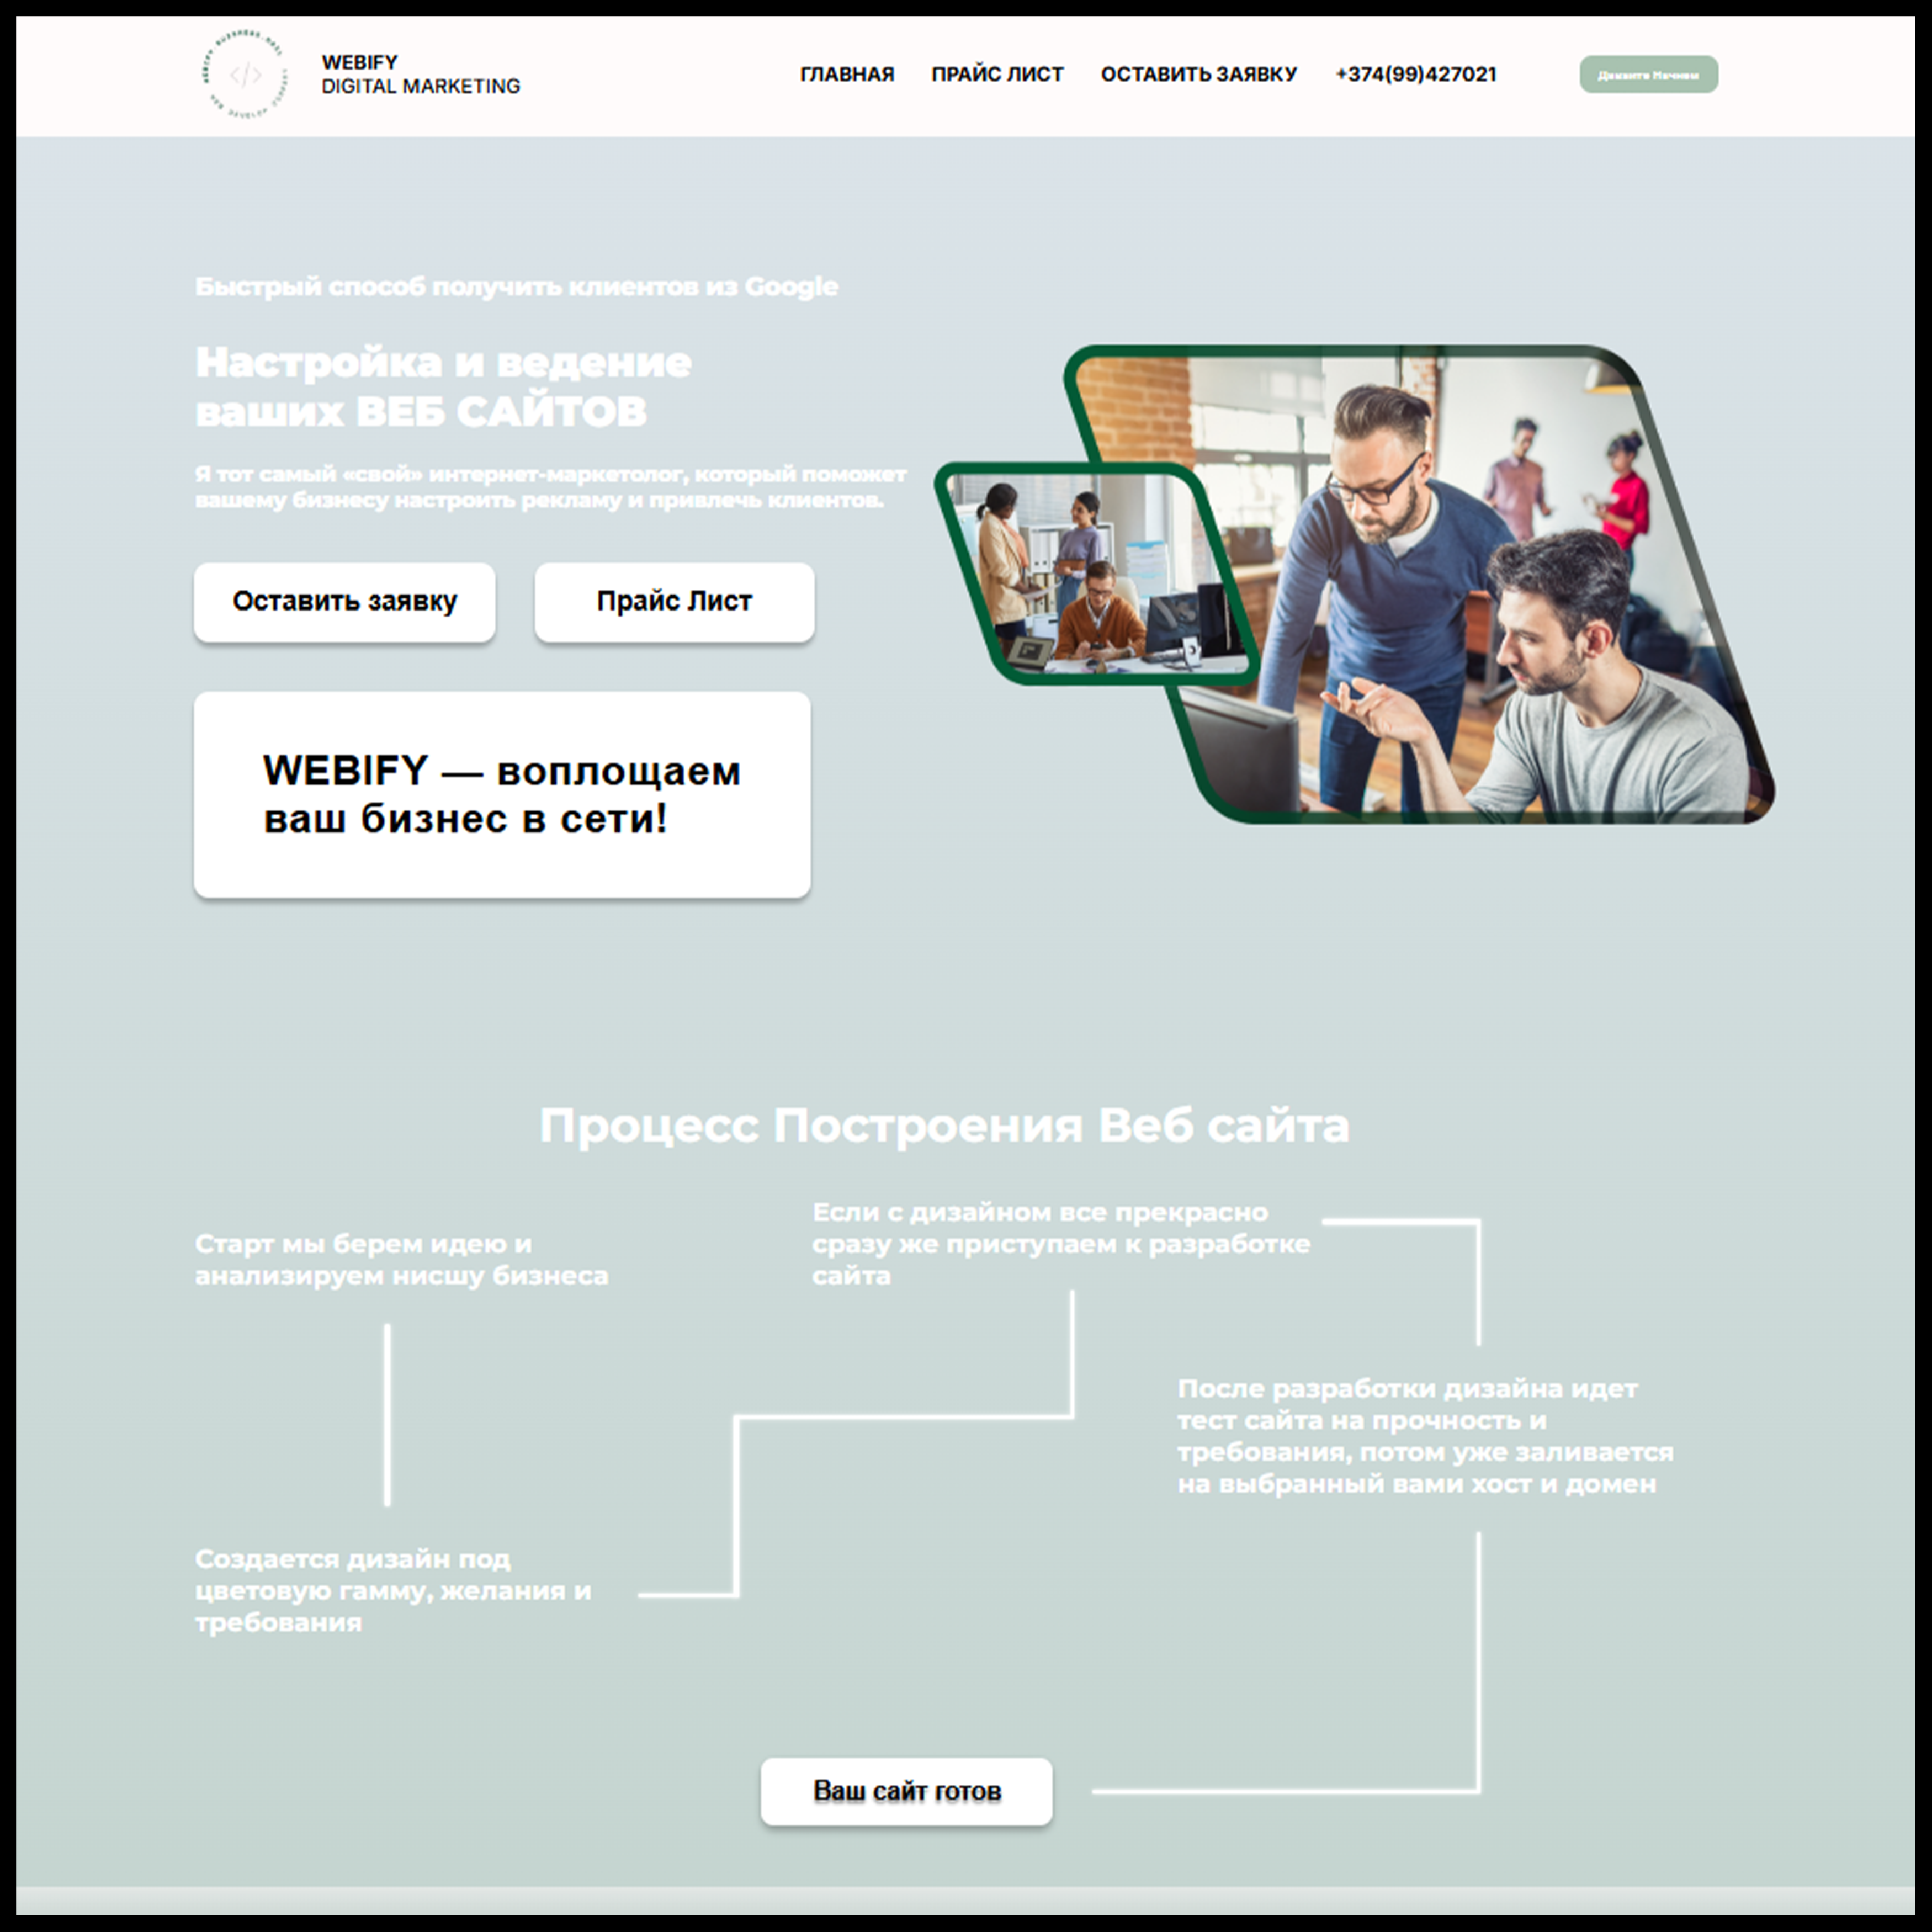 WEBIFY
DIGITAL MARKETING
ГЛАВНАЯ ПРАЙС ЛИСТ ОСТАВИТЬ ЗАЯВКУ +374(99)427021
Давайте Начнем
Быстрый способ получить клиентов из Google
Настройка и ведение
ваших ВЕБ САЙТОВ
Я тот самый «свой» интернет-маркетолог, который поможет
вашему бизнесу настроить рекламу и привлечь клиентов.
Оставить заявку
Прайс Лист
WEBIFY — воплощаем
ваш бизнес в сети!
Процесс Построения Веб сайта
Старт мы берем идею и
анализируем нисшу бизнеса
Создается дизайн под
цветовую гамму, желания и
требования
Если с дизайном все прекрасно
сразу же приступаем к разработке
сайта
После разработки дизайна идет
тест сайта на прочность и
требования, потом уже заливается
на выбранный вами хост и домен
Ваш сайт готов